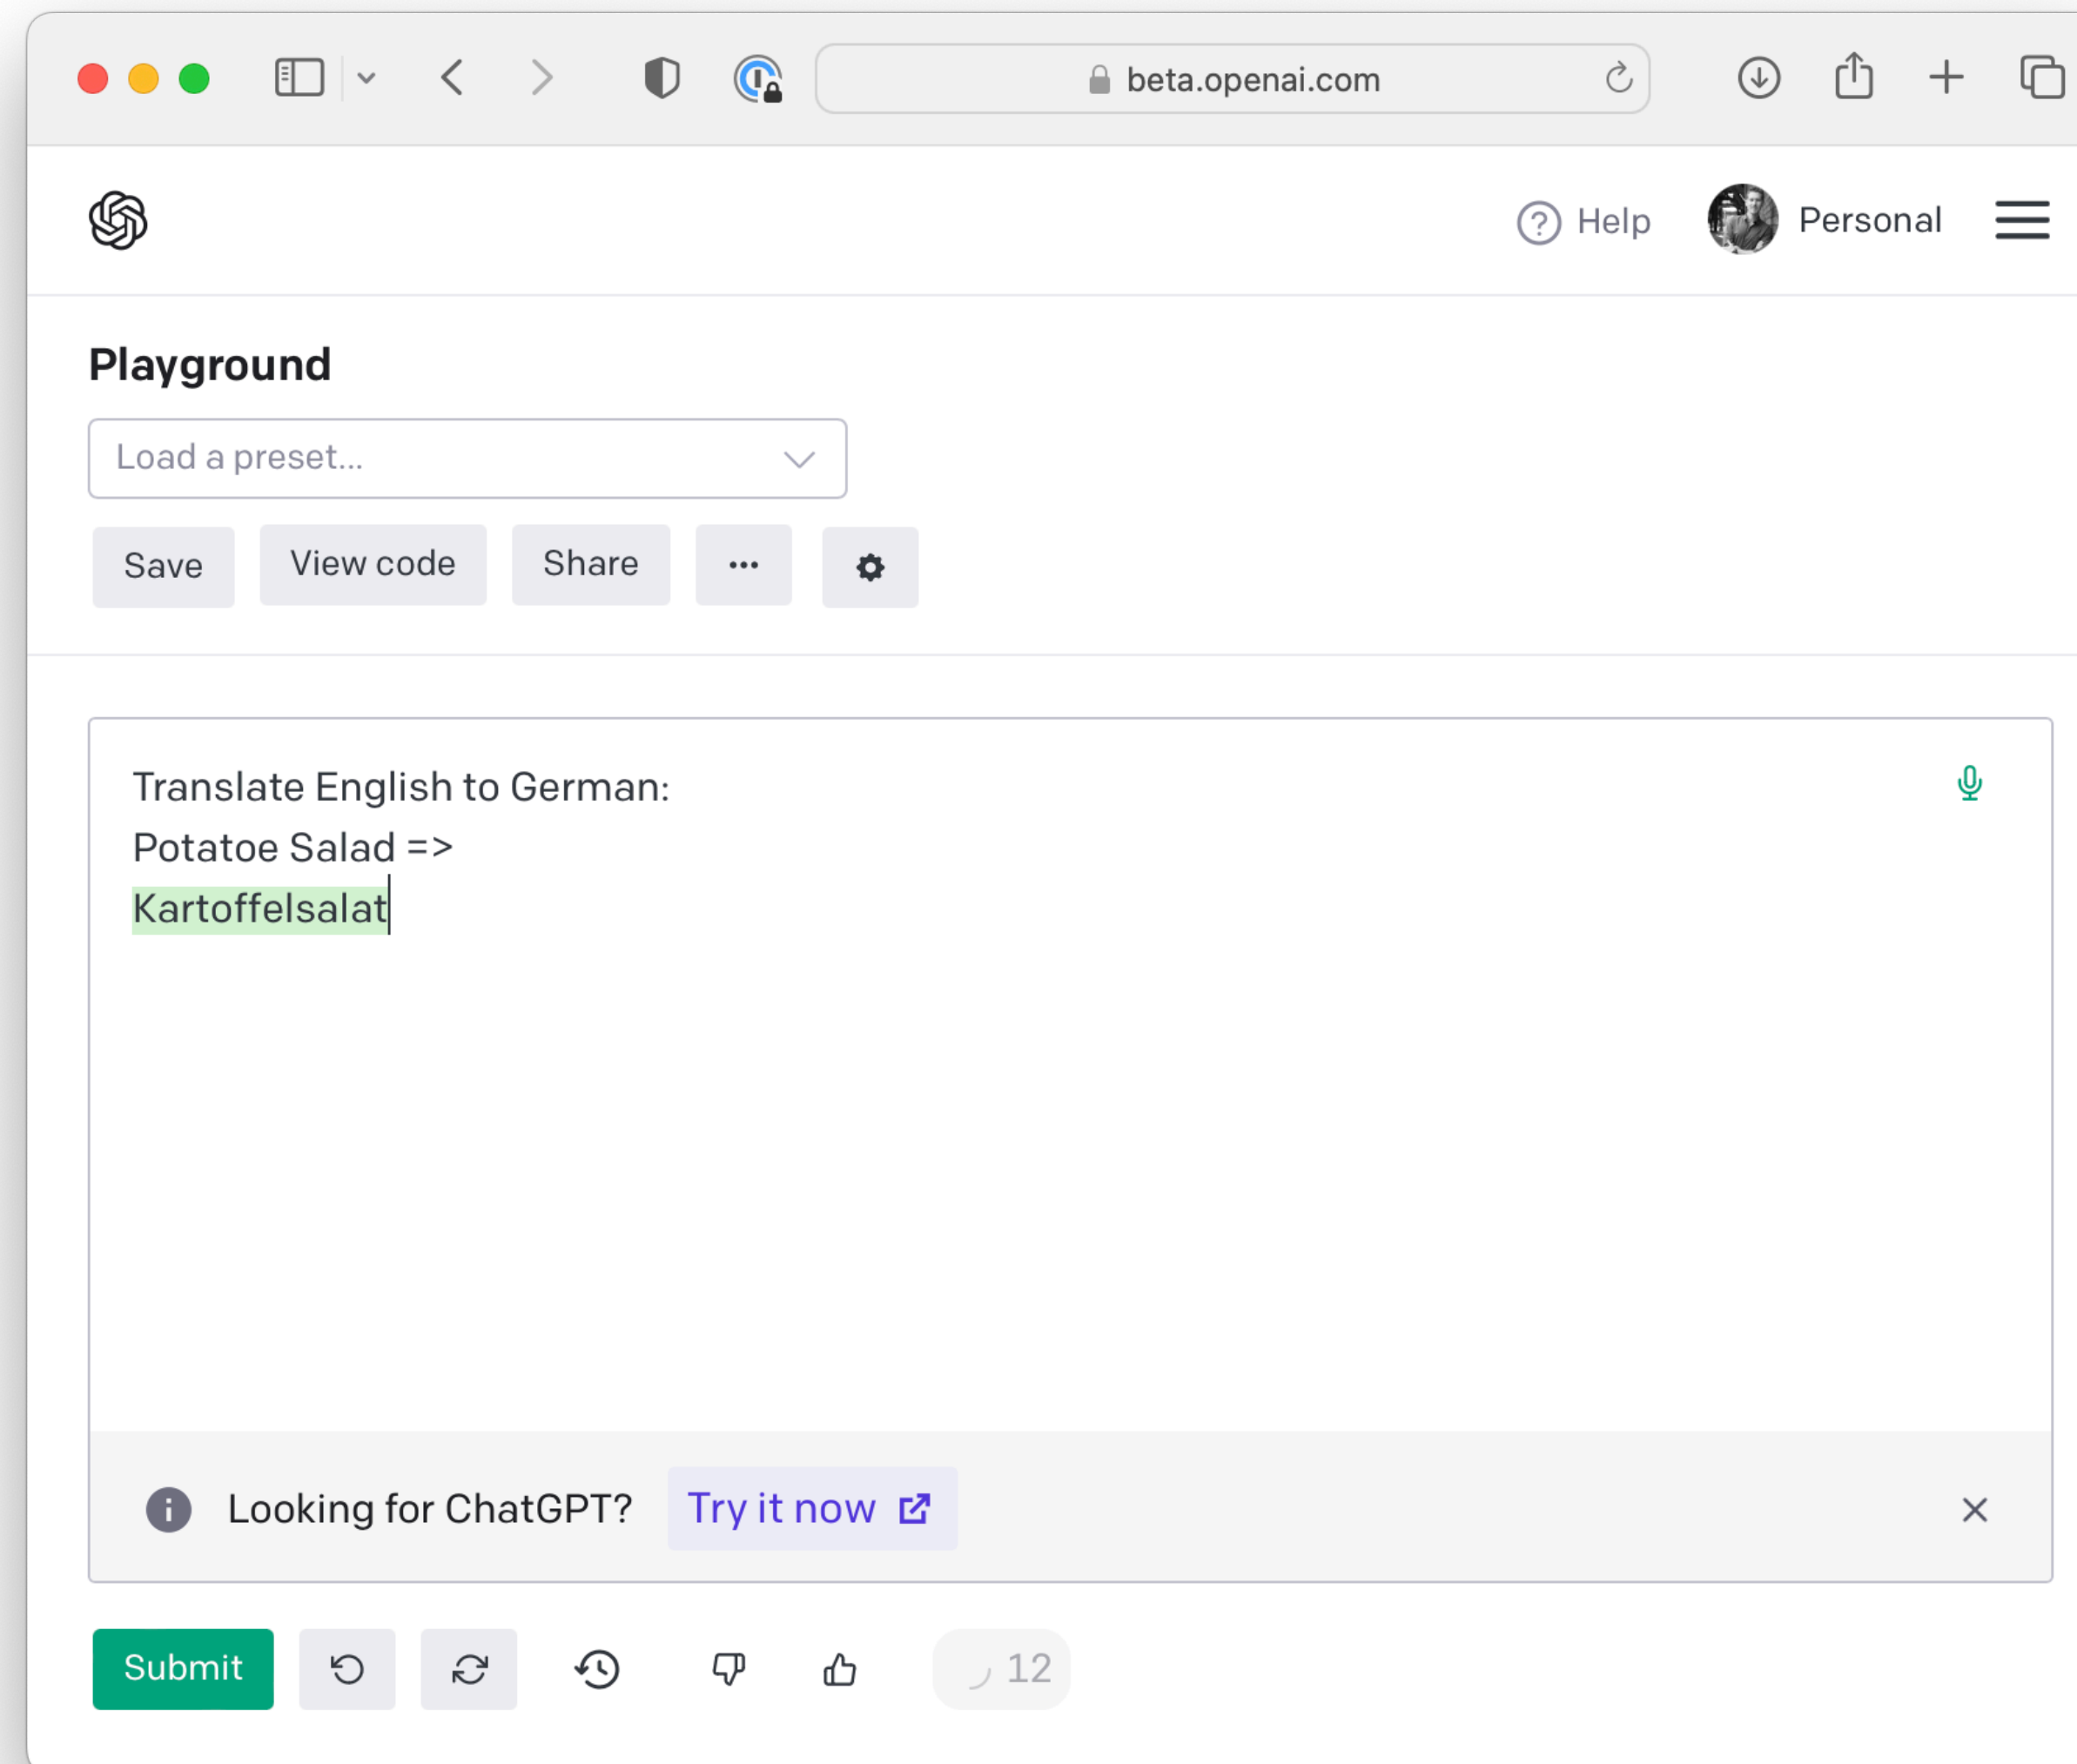 beta.openai.com
Help
Personal
Playground
Load a preset...
Save
View code
Share
Translate English to German:
Potatoe Salad =>
Kartoffelsalat
Looking for ChatGPT?
Try it now
Submit
12